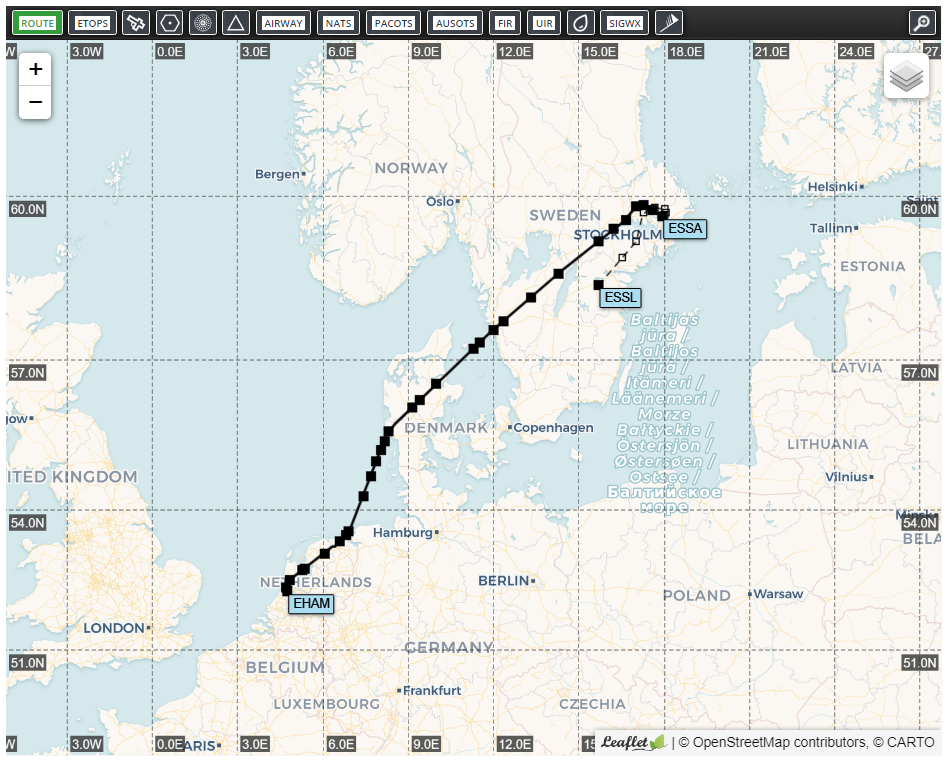 ROUTE ETOPS AIRWAY NATS PACOTS AUSOTS FIR UIR SIGWX
W 3.0W 0.0E 3.0E 6.0E 9.0E 12.0E 15.0E 18.0E 21.0E 24.0E 27.
+
−
NORWAY
Bergen
Helsinki
Oslo
60.0N
Saint
60.0N
SWEDEN
ESSA
Tallinn
STOCKHOLM
ESTONIA
ESSL
Baltijas
jūra /
Baltijos
jūra /
Itämeri /
Läänemeri /
Morze
Bałtyckie /
Östersjön /
Østersøen /
Ostsee /
Балтийское
море
57.0N
LATVIA
57.0N
gow
DENMARK
Copenhagen
LITHUANIA
ITED KINGDOM
Vilnius
54.0N
Minsk
54.0N
Hamburg
BELA
NETHERLANDS
BERLIN
EHAM
POLAND
Warsaw
LONDON
51.0N
GERMANY
51.0N
BELGIUM
Frankfurt
LUXEMBOURG
CZECHIA
W 3.0W 0.0E ARIS 3.0E 6.0E 9.0E 12.0E 15
Leaflet | © OpenStreetMap contributors, © CARTO